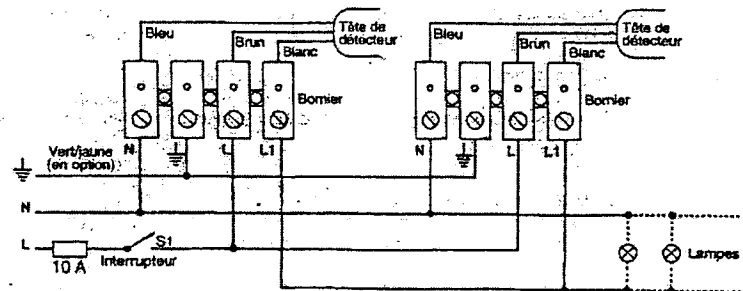 Bleu
Brun
Blanc
Tête de
détecteur
Bornier
N
L
L1
Bleu
Brun
Blanc
Tête de
détecteur
Bornier
N
L
L1
Vert/jaune
(en option)
N
L
10 A
S1
Interrupteur
Lampes